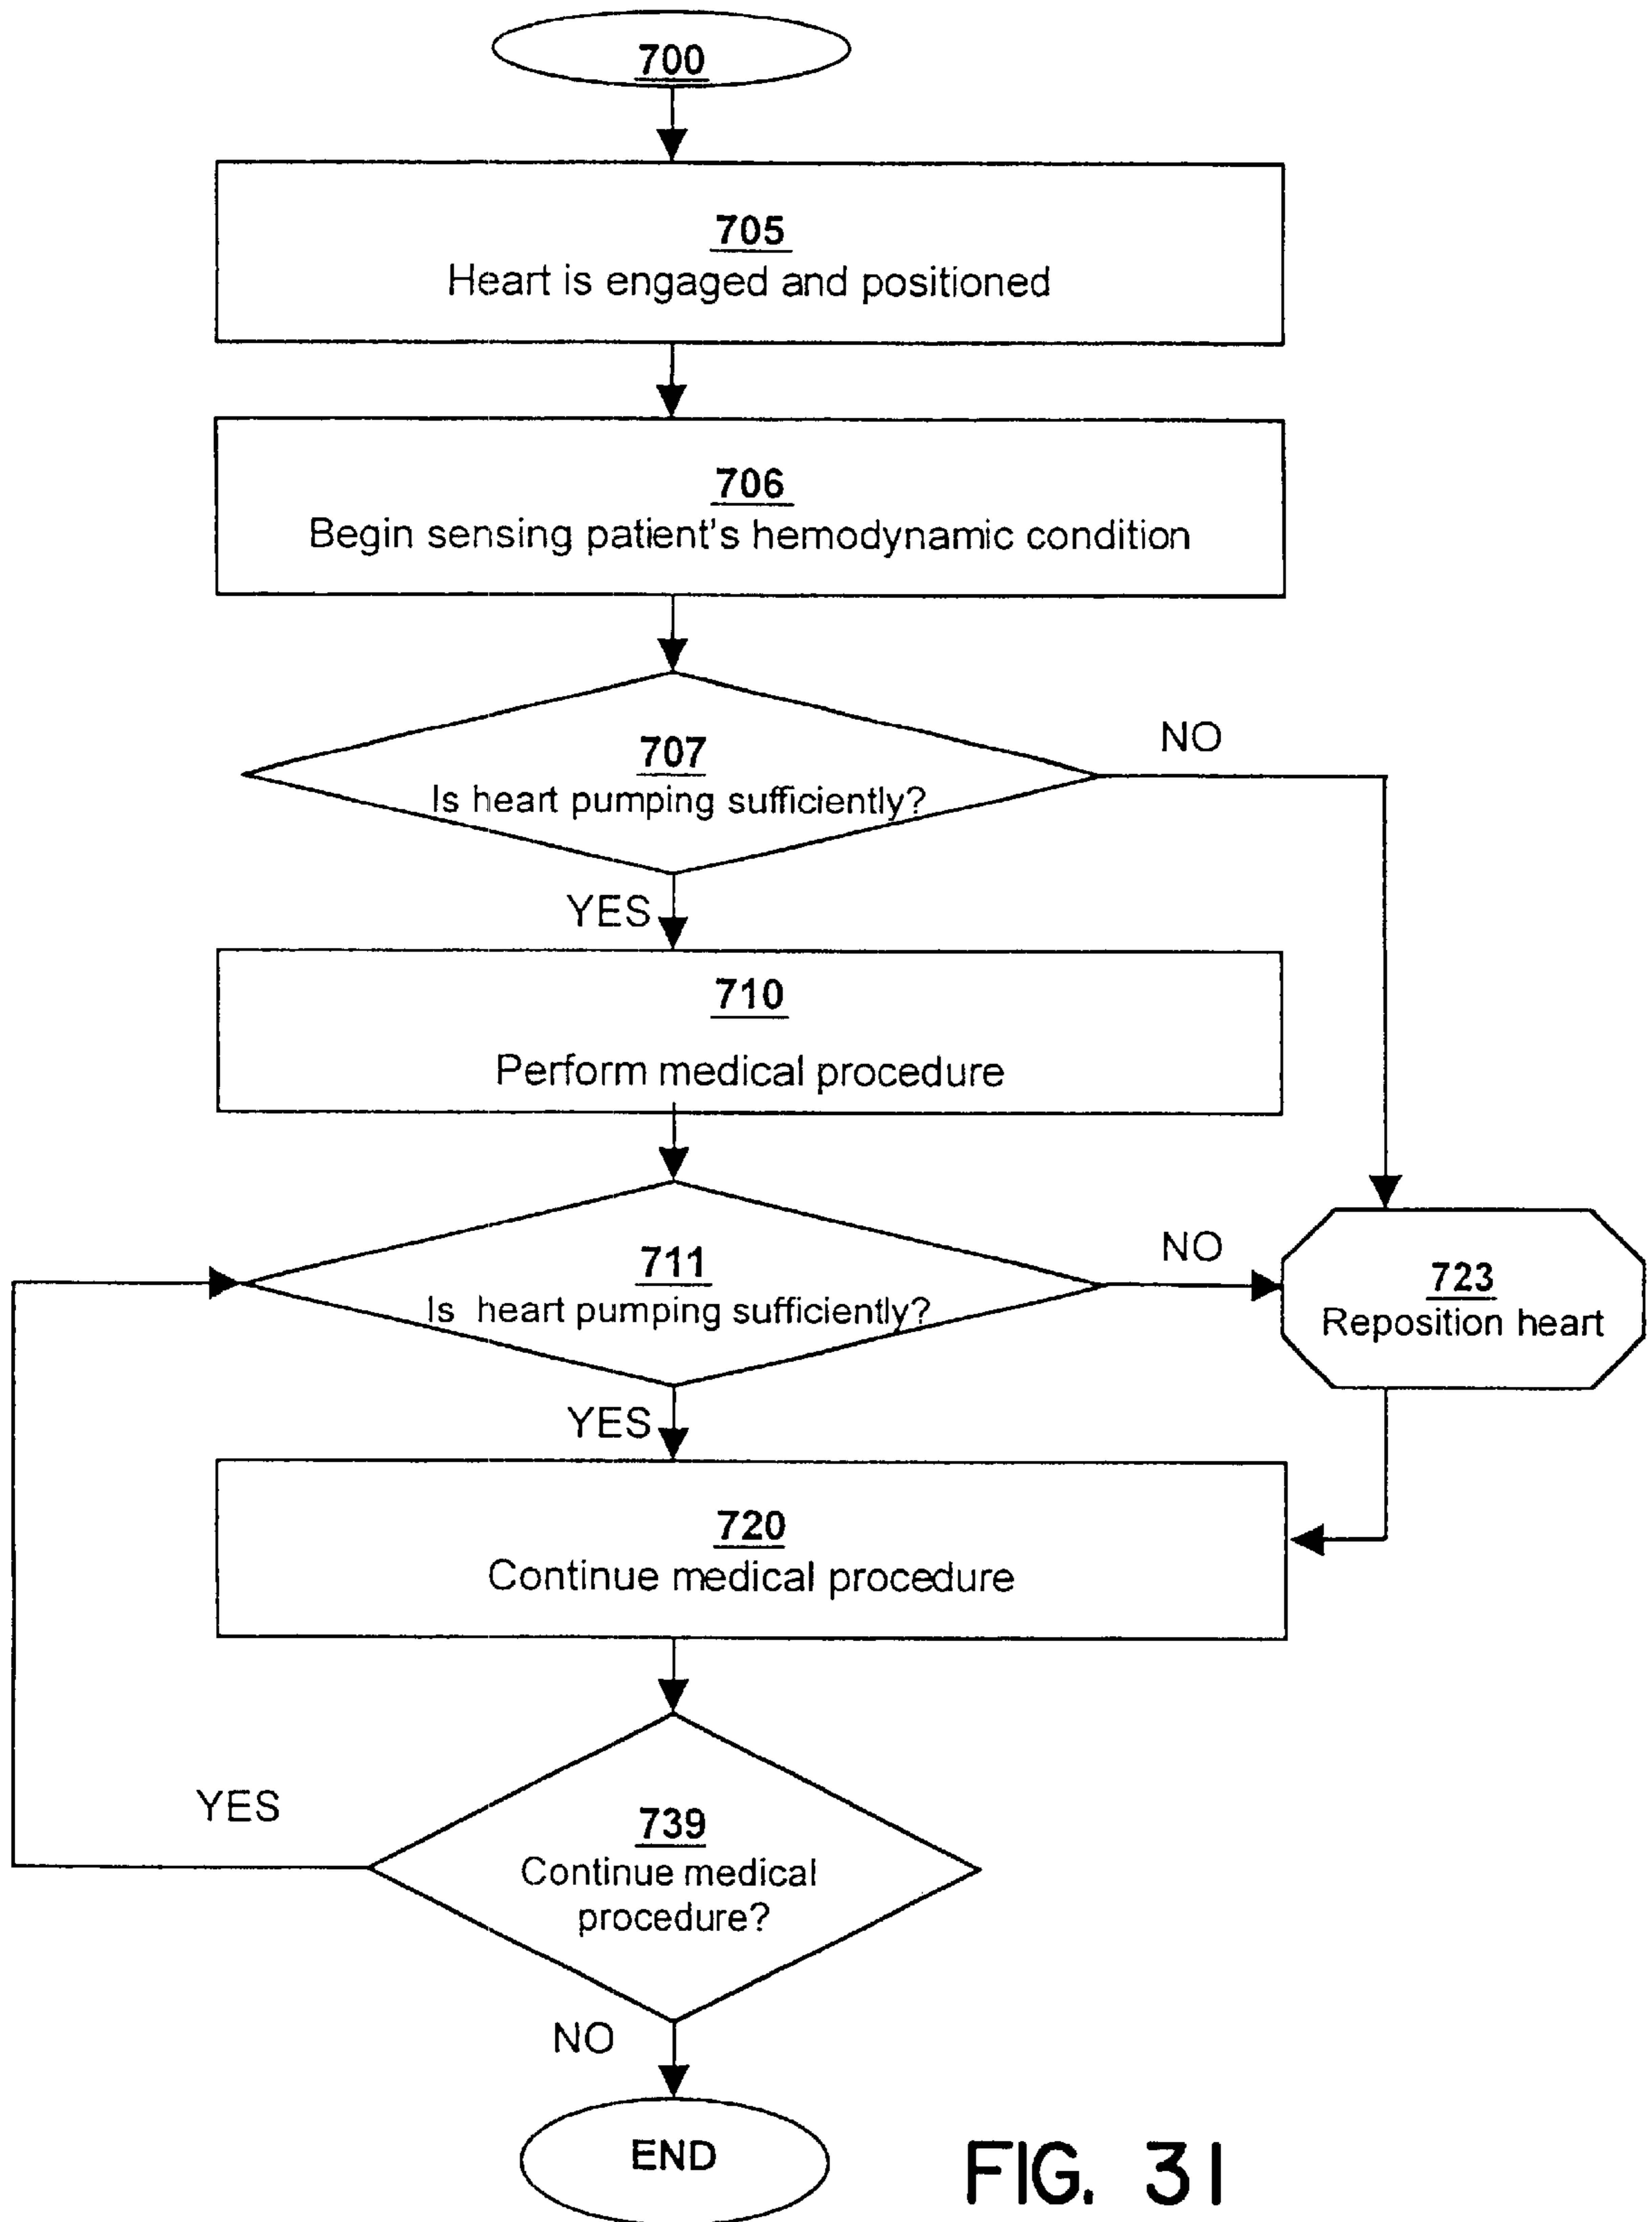 700
705
Heart is engaged and positioned
706
Begin sensing patient's hemodynamic condition
707
Is heart pumping sufficiently?
NO
YES
710
Perform medical procedure
711
Is heart pumping sufficiently?
NO
723
Reposition heart
YES
720
Continue medical procedure
YES
739
Continue medical
procedure?
NO
END
FIG. 31